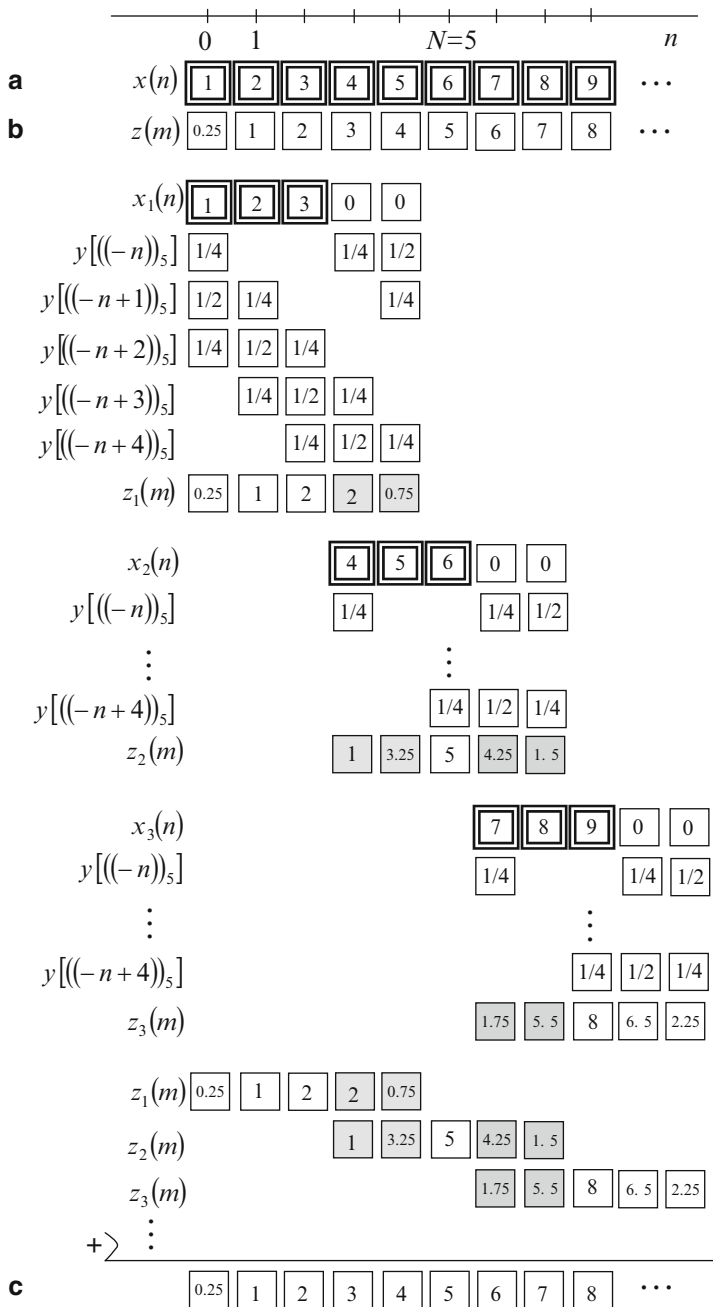 0 1 N=5 n
a x(n) 1 2 3 4 5 6 7 8 9 ...
b z(m) 0.25 1 2 3 4 5 6 7 8 ...
x₁(n) 1 2 3 0 0
y[((−n))₅] 1/4 1/4 1/2
y[((−n+1))₅] 1/2 1/4 1/4
y[((−n+2))₅] 1/4 1/2 1/4
y[((−n+3))₅] 1/4 1/2 1/4
y[((−n+4))₅] 1/4 1/2 1/4
z₁(m) 0.25 1 2 2 0.75
x₂(n) 4 5 6 0 0
y[((−n))₅] 1/4 1/4 1/2
⋮ ⋮
y[((−n+4))₅] 1/4 1/2 1/4
z₂(m) 1 3.25 5 4.25 1. 5
x₃(n) 7 8 9 0 0
y[((−n))₅] 1/4 1/4 1/2
⋮ ⋮
y[((−n+4))₅] 1/4 1/2 1/4
z₃(m) 1.75 5. 5 8 6. 5 2.25
z₁(m) 0.25 1 2 2 0.75
z₂(m) 1 3.25 5 4.25 1. 5
z₃(m) 1.75 5. 5 8 6. 5 2.25
+ ⋮
c 0.25 1 2 3 4 5 6 7 8 ...